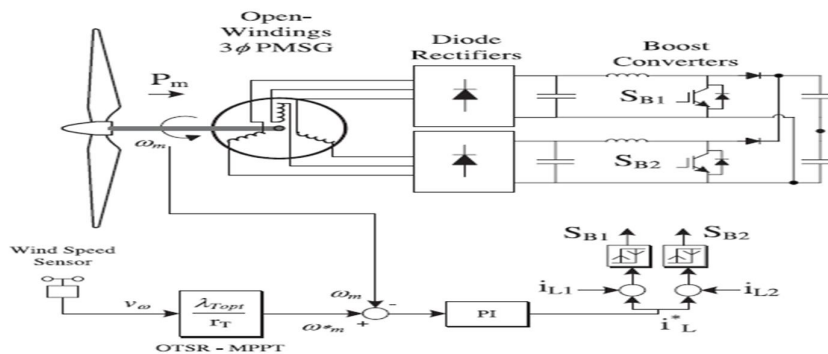 Open-
Windings
3ϕ PMSG
Diode
Rectifiers
Boost
Converters
Pm
ωm
SB1
SB2
Wind Speed
Sensor
vω
λTopt
rT
OTSR - MPPT
ωm
-
+
ω*m
PI
SB1
SB2
iL1
iL2
i*L